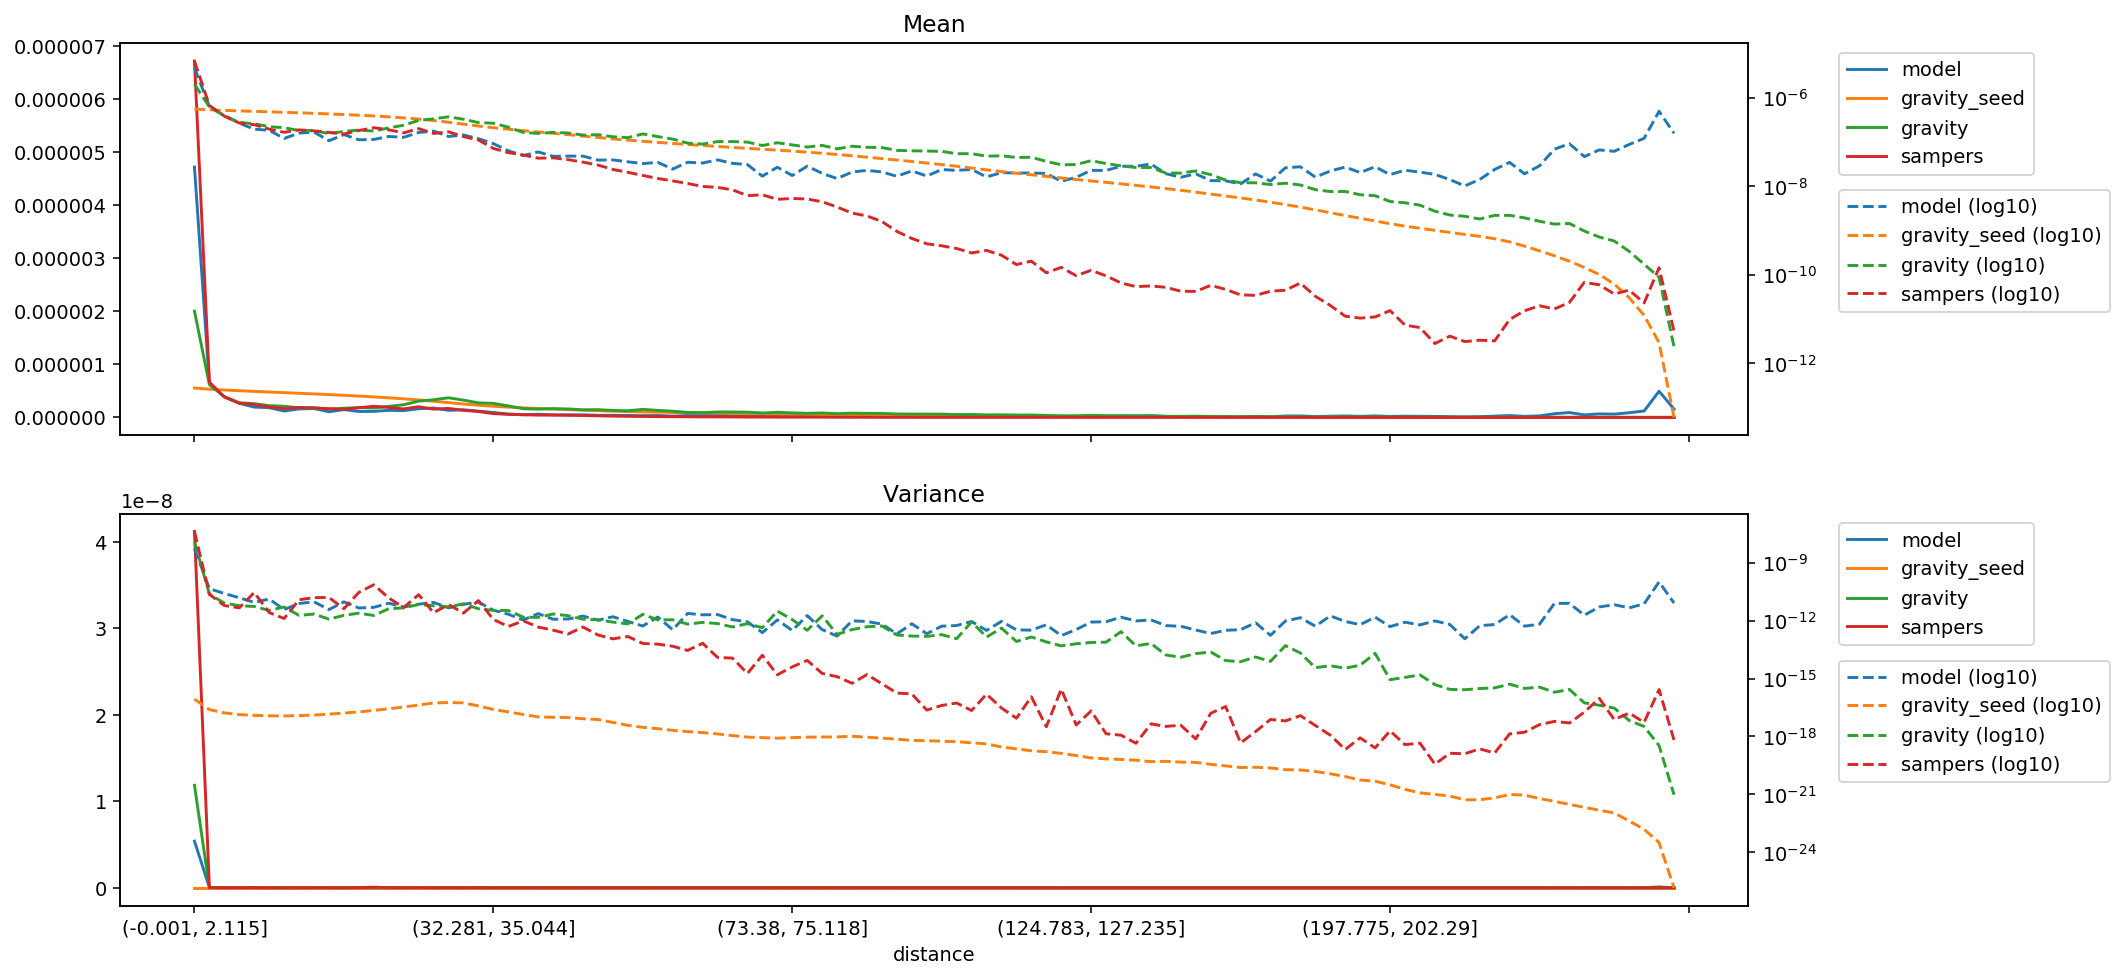 Mean
0.000007
0.000006
0.000005
0.000004
0.000003
0.000002
0.000001
0.000000
10⁻⁶
10⁻⁸
10⁻¹⁰
10⁻¹²
model
gravity_seed
gravity
sampers
model (log10)
gravity_seed (log10)
gravity (log10)
sampers (log10)
Variance
1e−8
4
3
2
1
0
10⁻⁹
10⁻¹²
10⁻¹⁵
10⁻¹⁸
10⁻²¹
10⁻²⁴
model
gravity_seed
gravity
sampers
model (log10)
gravity_seed (log10)
gravity (log10)
sampers (log10)
(-0.001, 2.115] (32.281, 35.044] (73.38, 75.118] (124.783, 127.235] (197.775, 202.29]
distance